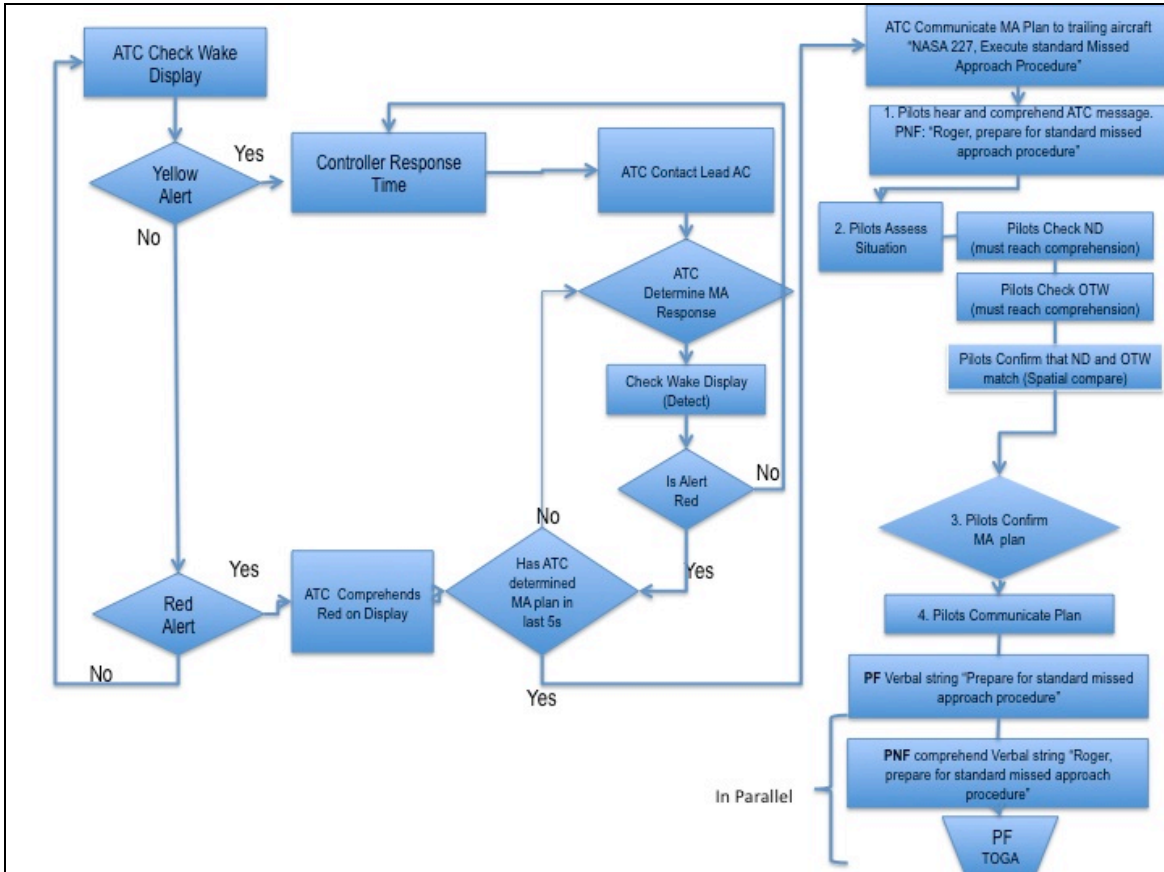 ATC Check Wake
Display
Yellow
Alert
Yes
No
Controller Response
Time
ATC Contact Lead AC
ATC
Determine MA
Response
Check Wake Display
(Detect)
Is Alert
Red
No
Yes
Red
Alert
Yes
No
ATC Comprehends
Red on Display
Has ATC
determined
MA plan in
last 5s
No
Yes
ATC Communicate MA Plan to trailing aircraft
“NASA 227, Execute standard Missed
Approach Procedure”
1. Pilots hear and comprehend ATC message.
PNF: “Roger, prepare for standard missed
approach procedure”
2. Pilots Assess
Situation
Pilots Check ND
(must reach comprehension)
Pilots Check OTW
(must reach comprehension)
Pilots Confirm that ND and OTW
match (Spatial compare)
3. Pilots Confirm
MA plan
4. Pilots Communicate Plan
PF Verbal string “Prepare for standard missed
approach procedure”
In Parallel
PNF comprehend Verbal string “Roger,
prepare for standard missed approach
procedure”
PF
TOGA